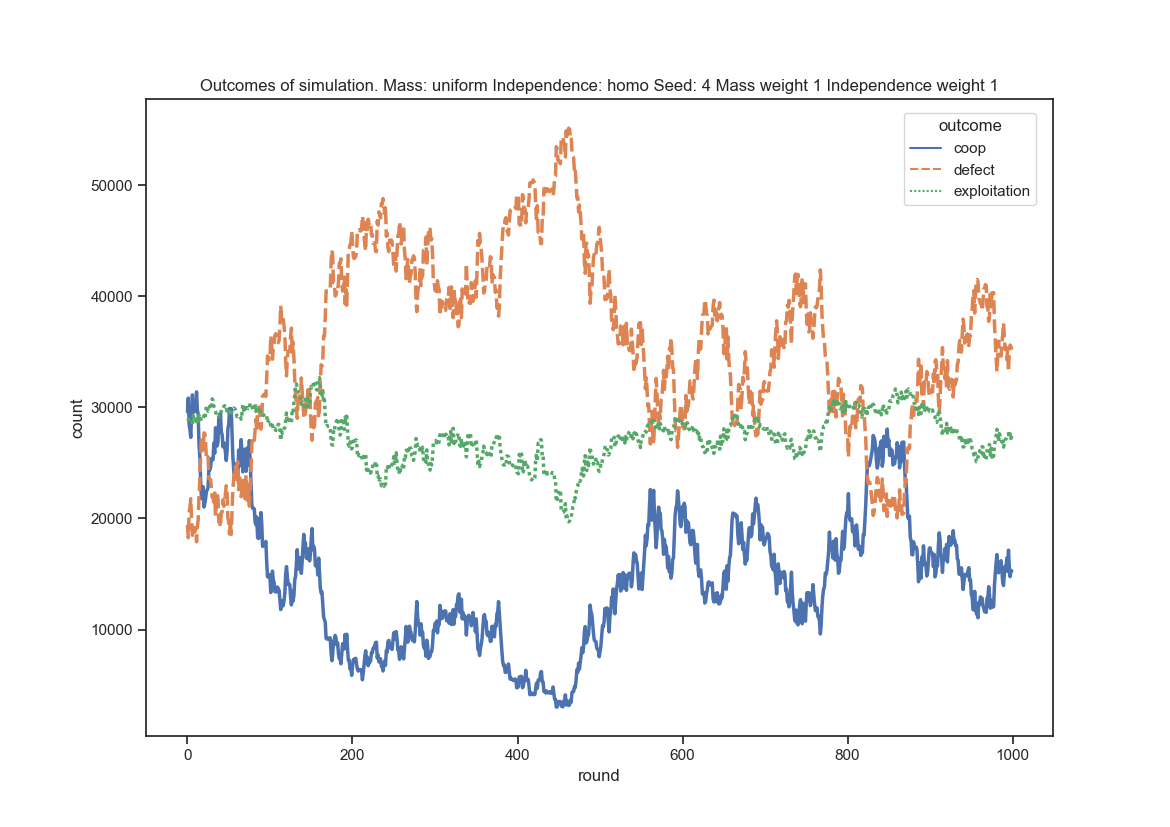 Outcomes of simulation. Mass: uniform Independence: homo Seed: 4 Mass weight 1 Independence weight 1
outcome
coop
defect
exploitation
50000
40000
30000
20000
10000
count
0 200 400 600 800 1000
round